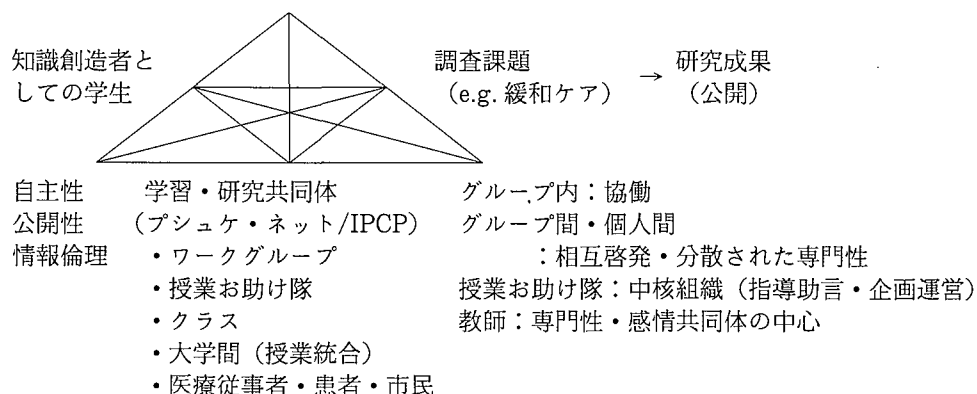 知識創造者と
しての学生
調査課題
(e.g. 緩和ケア)
→ 研究成果
(公開)
自主性
公開性
情報倫理
学習・研究共同体
(プシュケ・ネット/IPCP)
・ワークグループ
・授業お助け隊
・クラス
・大学間(授業統合)
・医療従事者・患者・市民
グループ内:協働
グループ間・個人間
:相互啓発・分散された専門性
授業お助け隊:中核組織(指導助言・企画運営)
教師:専門性・感情共同体の中心